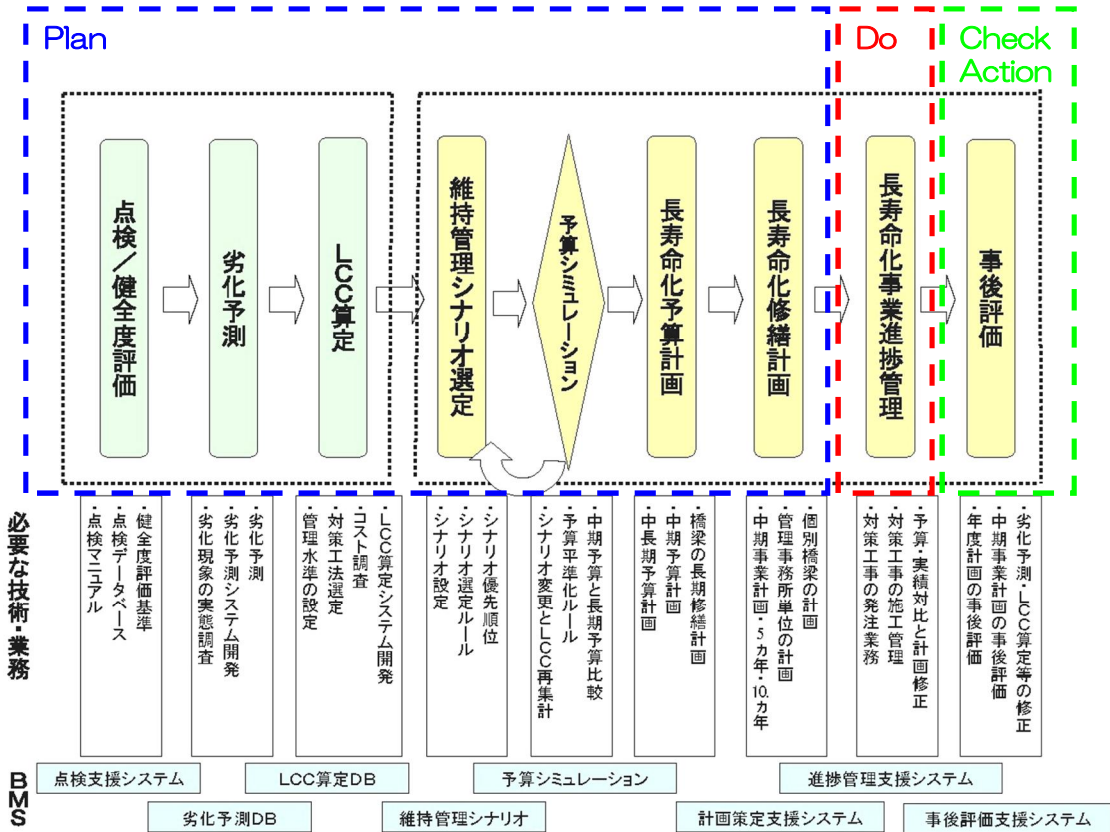 Plan
Do
Check
Action
点検／健全度評価
劣化予測
LCC算定
維持管理シナリオ選定
予算シミュレーション
長寿命化予算計画
長寿命化修繕計画
長寿命化事業進捗管理
事後評価
必要な技術・業務
健全度評価基準
・点検データベース
・点検マニュアル
・劣化予測
・劣化予測システム開発
・劣化現象の実態調査
・LCC算定システム開発
・コスト調査
・対策工法選定
・管理水準の設定
・シナリオ優先順位
・シナリオ選定ルール
・シナリオ設定
・中期予算と長期予算比較
・予算平準化ルール
・シナリオ変更とLCC再集計
・橋梁の長期修繕計画
・中期予算計画
・中長期予算計画
・個別橋梁の計画
・管理事務所単位の計画
・中期事業計画・5カ年・10カ年
・予算・実績対比と計画修正
・対策工事の施工管理
・対策工事の発注業務
・劣化予測・LCC算定等の修正
・中期事業計画の事後評価
・年度計画の事後評価
BMS
点検支援システム
LCC算定DB
予算シミュレーション
進捗管理支援システム
劣化予測DB
維持管理シナリオ
計画策定支援システム
事後評価支援システム